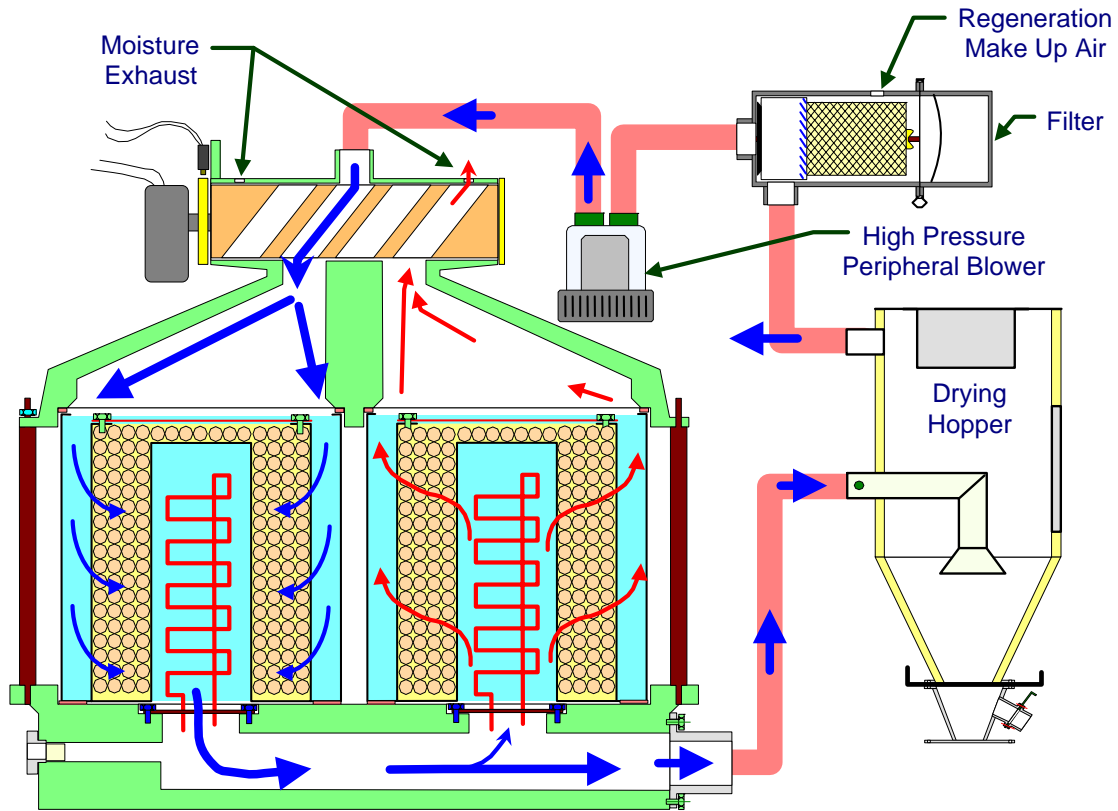 Moisture
Exhaust
Regeneration
Make Up Air
Filter
High Pressure
Peripheral Blower
Drying
Hopper